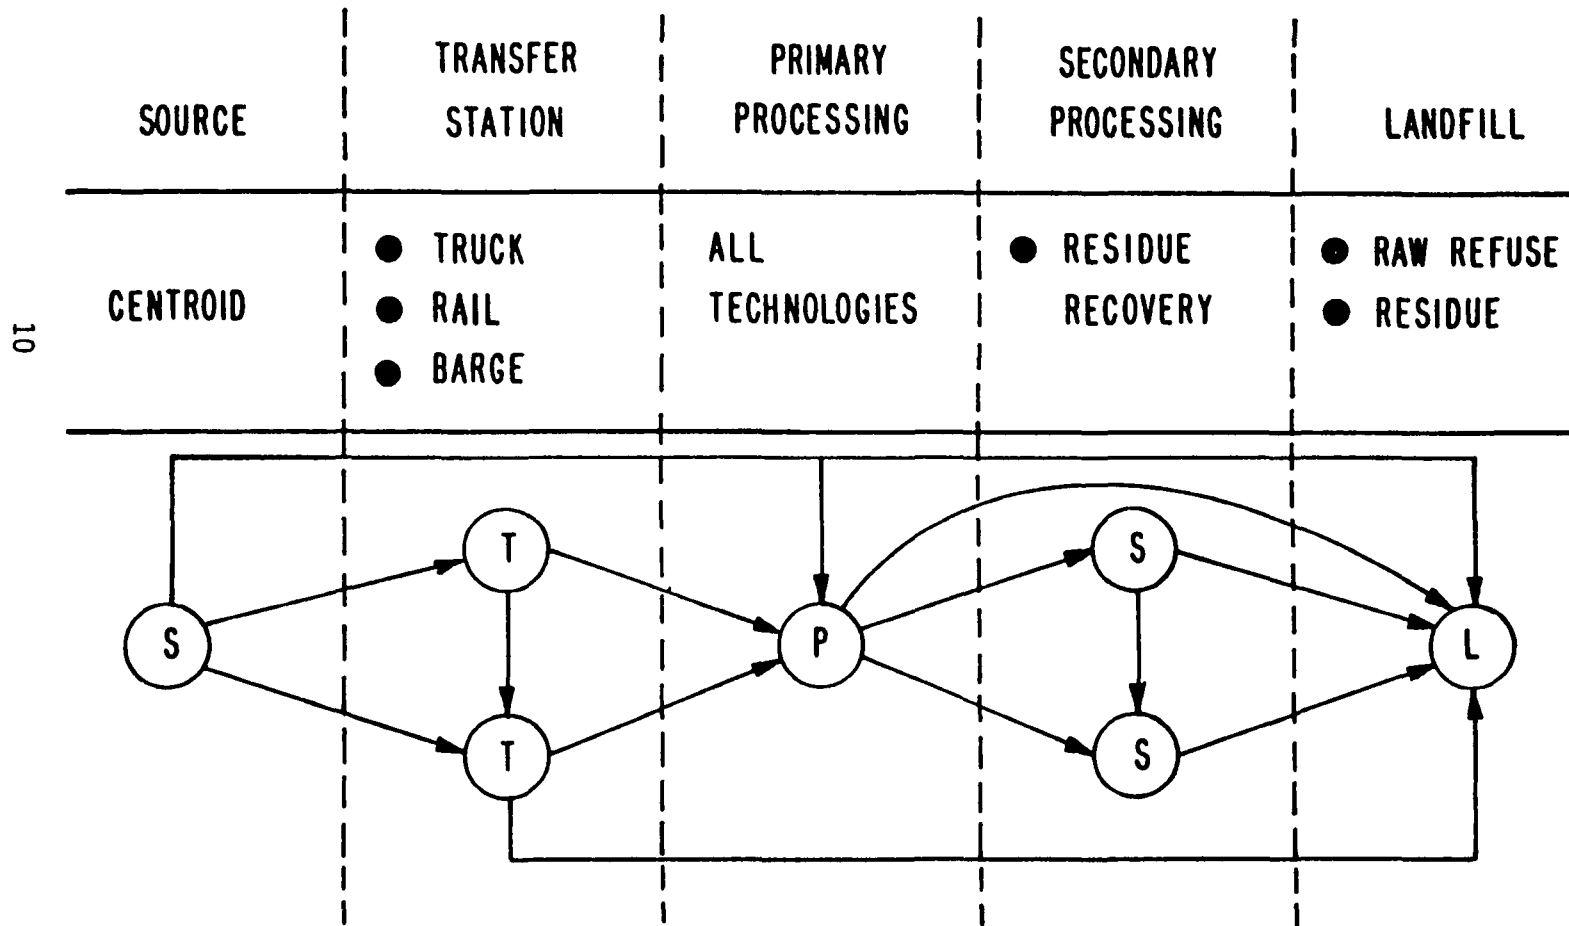 SOURCE
TRANSFER
STATION
PRIMARY
PROCESSING
SECONDARY
PROCESSING
LANDFILL
CENTROID
● TRUCK
● RAIL
● BARGE
ALL
TECHNOLOGIES
● RESIDUE
RECOVERY
● RAW REFUSE
● RESIDUE
10
S
T
T
P
S
S
L